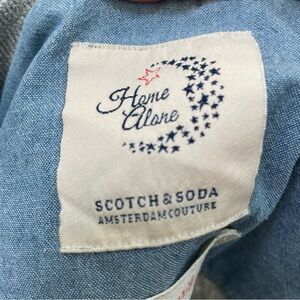 Home
Alone
SCOTCH & SODA
AMSTERDAM COUTURE